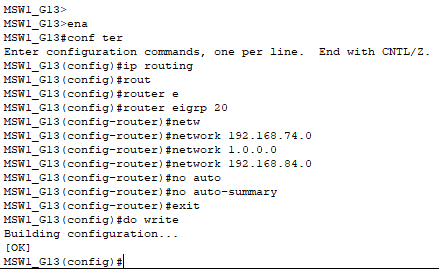 MSW1_G13>
MSW1_G13>ena
MSW1_G13#conf ter
Enter configuration commands, one per line.  End with CNTL/Z.
MSW1_G13(config)#ip routing
MSW1_G13(config)#rout
MSW1_G13(config)#router e
MSW1_G13(config)#router eigrp 20
MSW1_G13(config-router)#netw
MSW1_G13(config-router)#network 192.168.74.0
MSW1_G13(config-router)#network 1.0.0.0
MSW1_G13(config-router)#network 192.168.84.0
MSW1_G13(config-router)#no auto
MSW1_G13(config-router)#no auto-summary
MSW1_G13(config-router)#exit
MSW1_G13(config)#do write
Building configuration...
[OK]
MSW1_G13(config)#